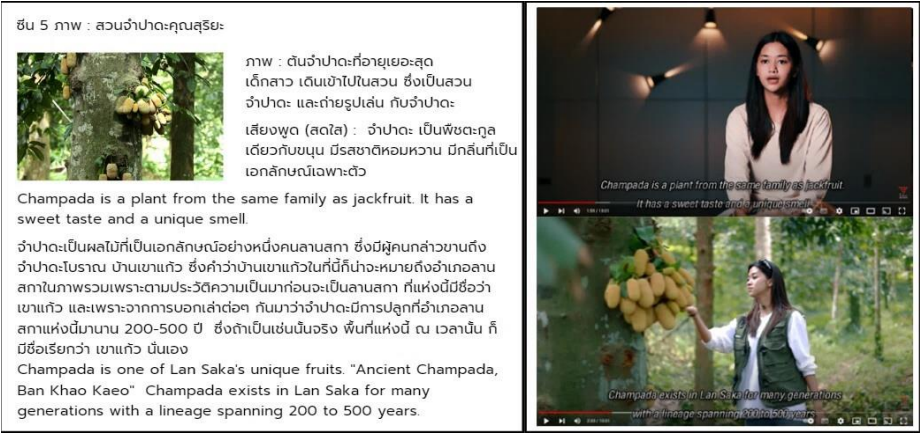 ซีน 5 ภาพ : สวนจำปาดะคุณสุริยะ
ภาพ : ต้นจำปาดะที่อายุเยอะสุด
เด็กสาว เดินเข้าไปในสวน ซึ่งเป็นสวน
จำปาดะ และถ่ายรูปเล่น กับจำปาดะ
เสียงพูด (สดใส) : จำปาดะ เป็นพืชตะกูล
เดียวกับขนุน มีรสชาติหอมหวาน มีกลิ่นที่เป็น
เอกลักษณ์เฉพาะตัว
Champada is a plant from the same family as jackfruit. It has a
sweet taste and a unique smell.
จำปาดะเป็นผลไม้ที่เป็นเอกลักษณ์อย่างหนึ่งคนลานสกา ซึ่งมีผู้คนกล่าวขานถึง
จำปาดะโบราณ บ้านเขาแก้ว ซึ่งคำว่าบ้านเขาแก้วในที่นี้ก็น่าจะหมายถึงอำเภอลาน
สกาในภาพรวมเพราะตามประวัติความเป็นมาก่อนจะเป็นลานสกา ที่แห่งนี้มีชื่อว่า
เขาแก้ว และเพราะจากการบอกเล่าต่อๆ กันมาว่าจำปาดะมีการปลูกที่อำเภอลาน
สกาแห่งนี้มานาน 200-500 ปี ซึ่งถ้าเป็นเช่นนั้นจริง พื้นที่แห่งนี้ ณ เวลานั้น ก็
มีชื่อเรียกว่า เขาแก้ว นั่นเอง
Champada is one of Lan Saka's unique fruits. "Ancient Champada,
Ban Khao Kaeo" Champada exists in Lan Saka for many
generations with a lineage spanning 200 to 500 years.
Champada is a plant from the same family as jackfruit
It has a sweet taste and a unique smell
Champada exists in Lan Saka for many generations
with a lineage spanning 200 to 500 years